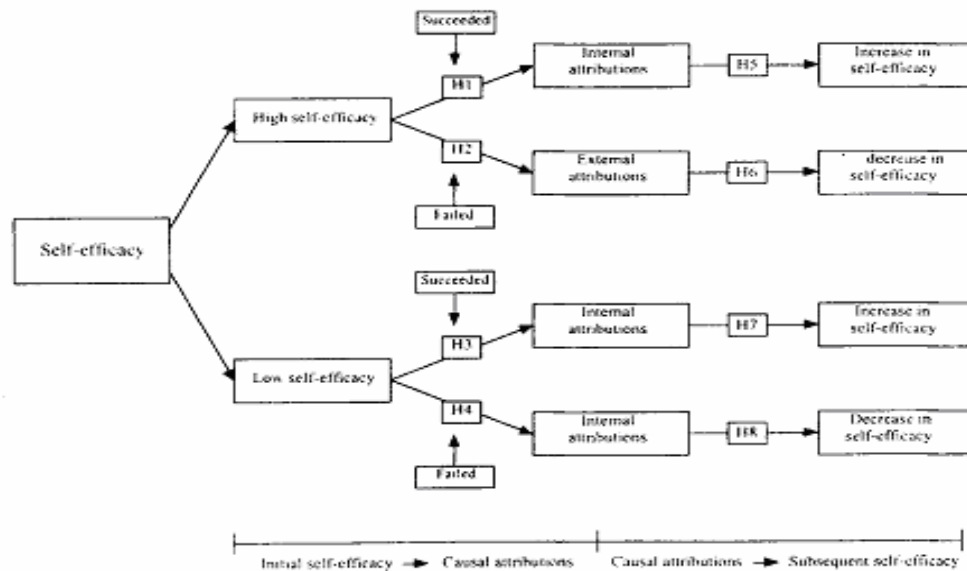 Succeeded
H1
Internal
attributions
H5
Increase in
self-efficacy
High self-efficacy
H2
External
attributions
H6
decrease in
self-efficacy
Failed
Self-efficacy
Succeeded
H3
Internal
attributions
H7
Increase in
self-efficacy
Low self-efficacy
H4
Internal
attributions
H8
Decrease in
self-efficacy
Failed
Initial self-efficacy
Causal attributions
Causal attributions
Subsequent self-efficacy